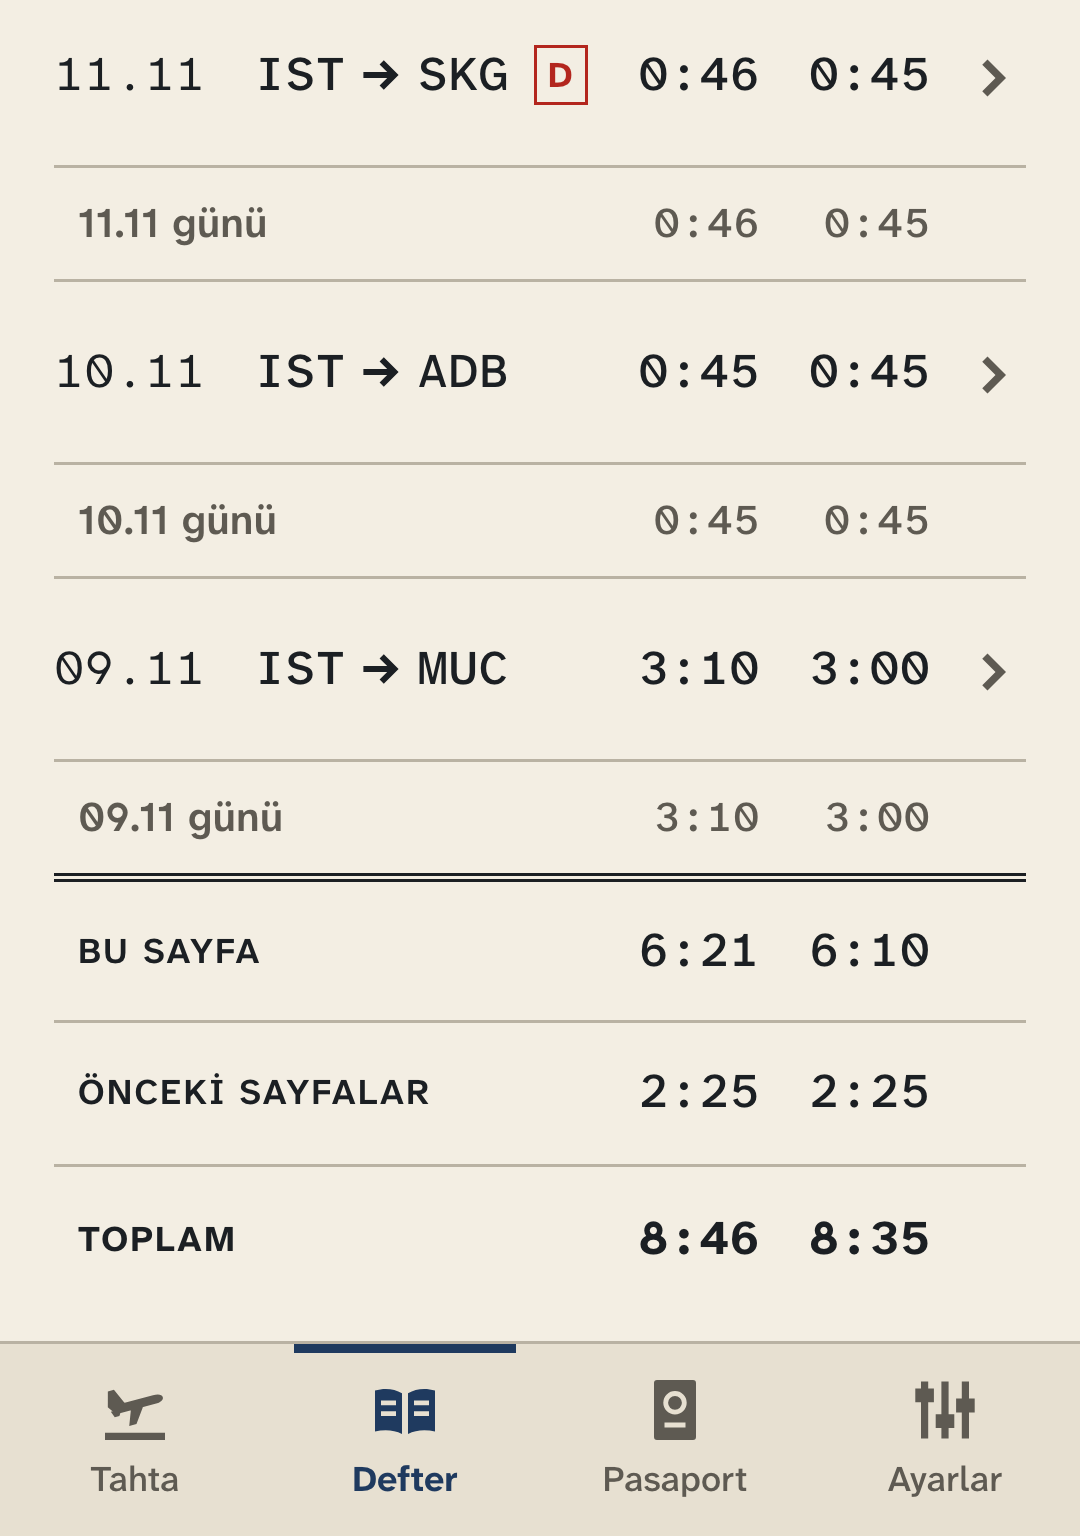 11.11 IST → SKG D 0:46 0:45
11.11 günü 0:46 0:45
10.11 IST → ADB 0:45 0:45
10.11 günü 0:45 0:45
09.11 IST → MUC 3:10 3:00
09.11 günü 3:10 3:00
BU SAYFA 6:21 6:10
ÖNCEKİ SAYFALAR 2:25 2:25
TOPLAM 8:46 8:35
Tahta Defter Pasaport Ayarlar